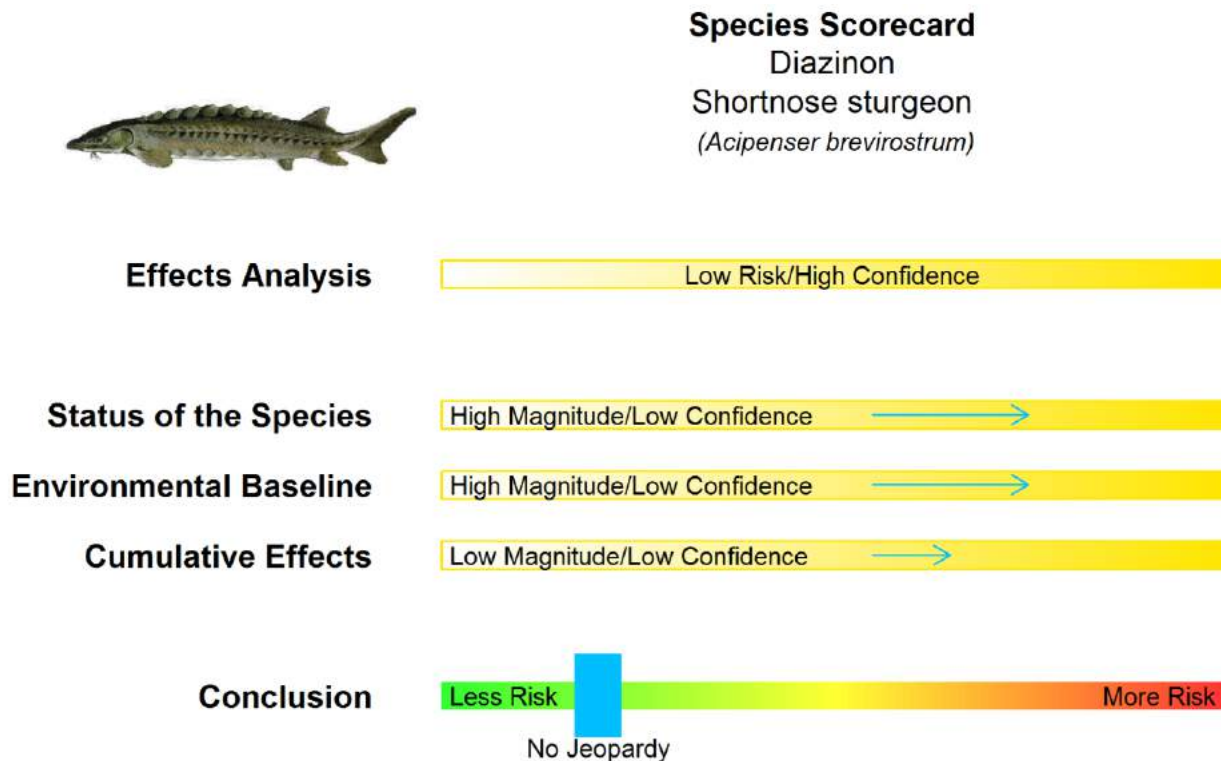 Species Scorecard
Diazinon
Shortnose sturgeon
(Acipenser brevirostrum)
Effects Analysis
Low Risk/High Confidence
Status of the Species
High Magnitude/Low Confidence
Environmental Baseline
High Magnitude/Low Confidence
Cumulative Effects
Low Magnitude/Low Confidence
Conclusion
Less Risk
More Risk
No Jeopardy